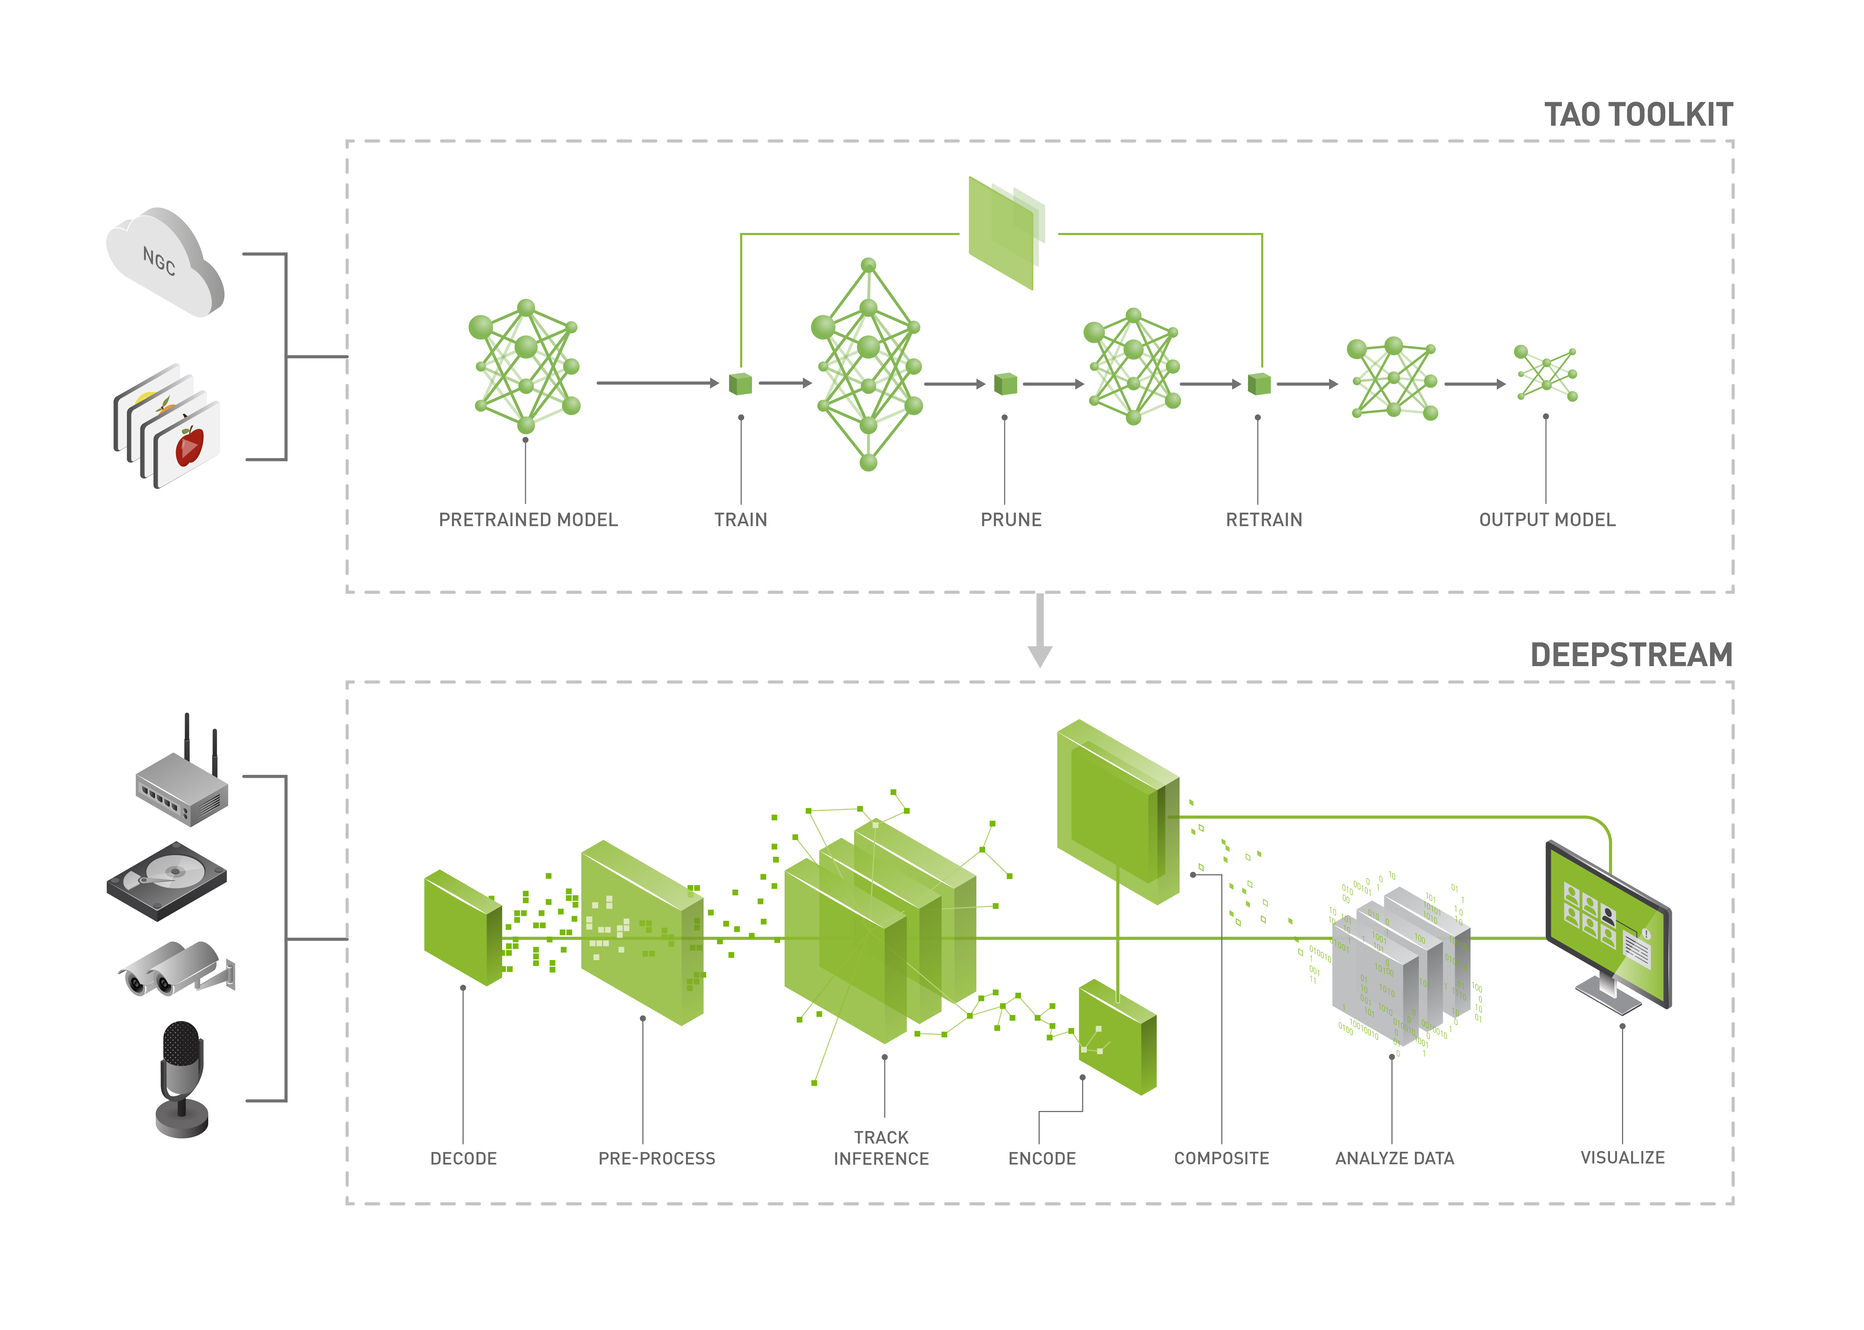 TAO TOOLKIT
NGC
PRETRAINED MODEL
TRAIN
PRUNE
RETRAIN
OUTPUT MODEL
DEEPSTREAM
DECODE
PRE-PROCESS
TRACK
INFERENCE
ENCODE
COMPOSITE
ANALYZE DATA
VISUALIZE